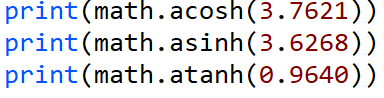 print(math.acosh(3.7621))
print(math.asinh(3.6268))
print(math.atanh(0.9640))